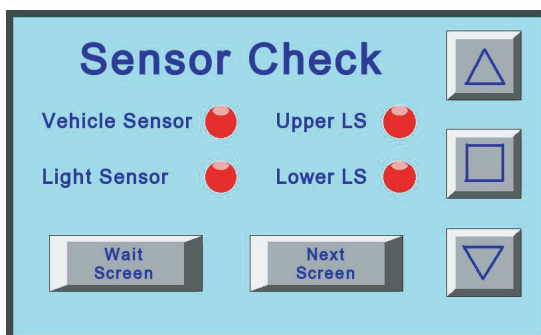 Sensor Check
Vehicle Sensor
Upper LS
Light Sensor
Lower LS
Wait
Screen
Next
Screen